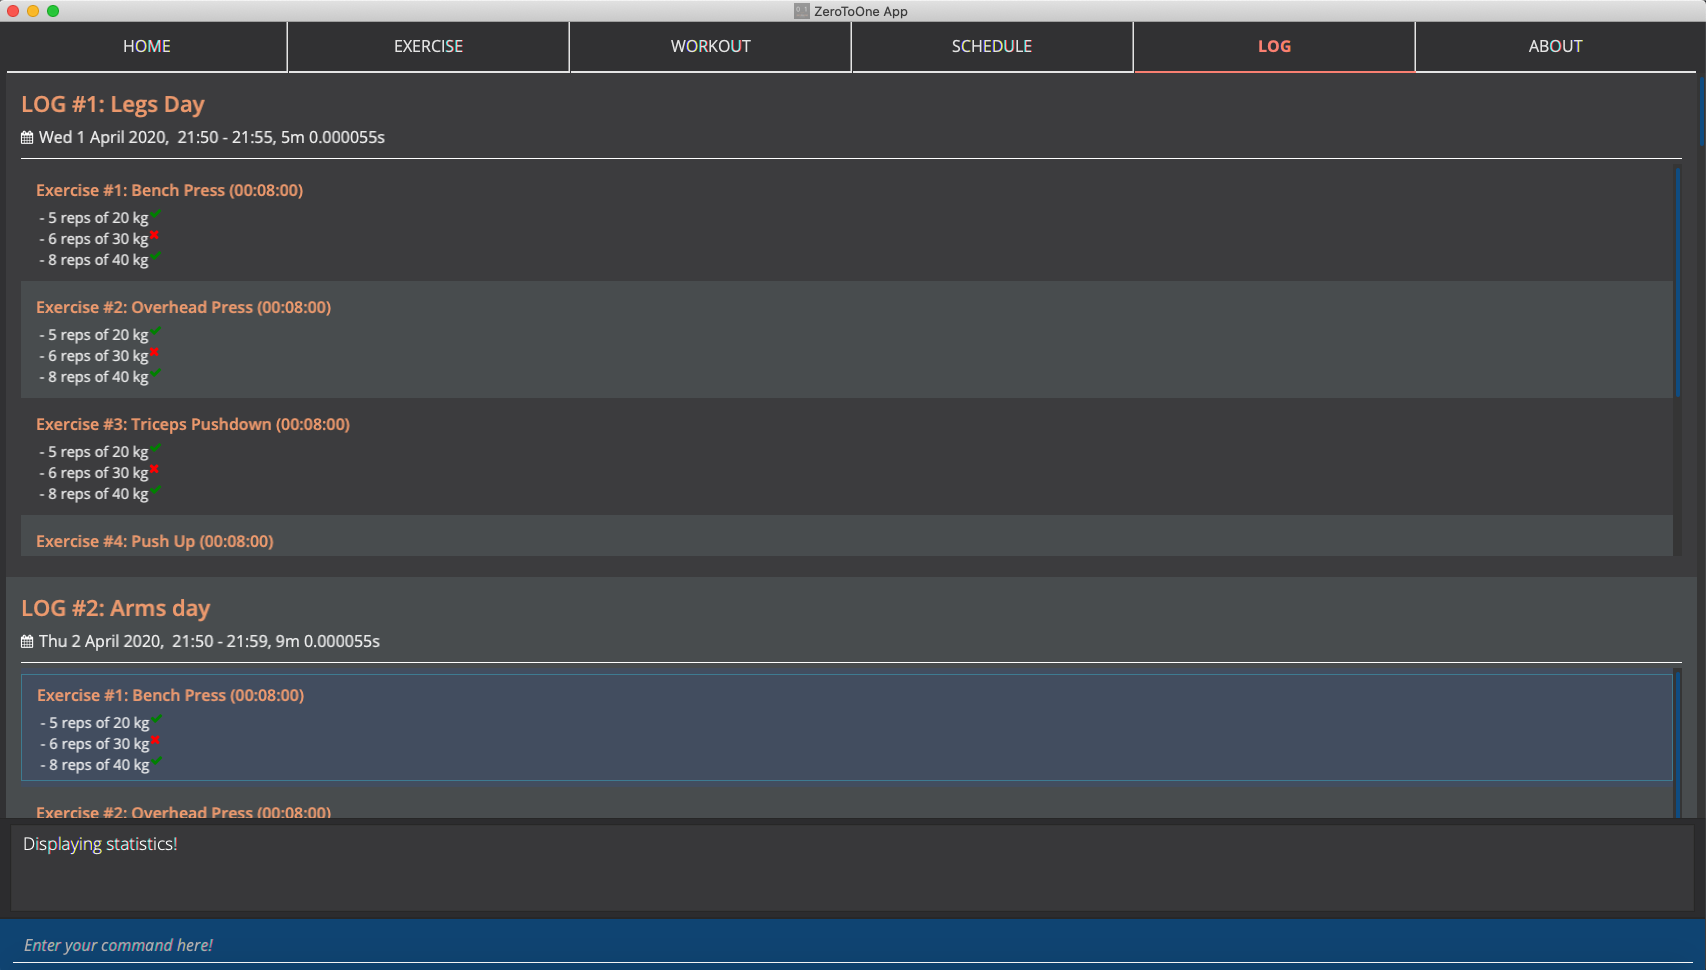 ZeroToOne App
HOME EXERCISE WORKOUT SCHEDULE LOG ABOUT
LOG #1: Legs Day
Wed 1 April 2020,  21:50 - 21:55, 5m 0.000055s
Exercise #1: Bench Press (00:08:00)
- 5 reps of 20 kg
- 6 reps of 30 kg
- 8 reps of 40 kg
Exercise #2: Overhead Press (00:08:00)
- 5 reps of 20 kg
- 6 reps of 30 kg
- 8 reps of 40 kg
Exercise #3: Triceps Pushdown (00:08:00)
- 5 reps of 20 kg
- 6 reps of 30 kg
- 8 reps of 40 kg
Exercise #4: Push Up (00:08:00)
LOG #2: Arms day
Thu 2 April 2020,  21:50 - 21:59, 9m 0.000055s
Exercise #1: Bench Press (00:08:00)
- 5 reps of 20 kg
- 6 reps of 30 kg
- 8 reps of 40 kg
Exercise #2: Overhead Press (00:08:00)
Displaying statistics!
Enter your command here!